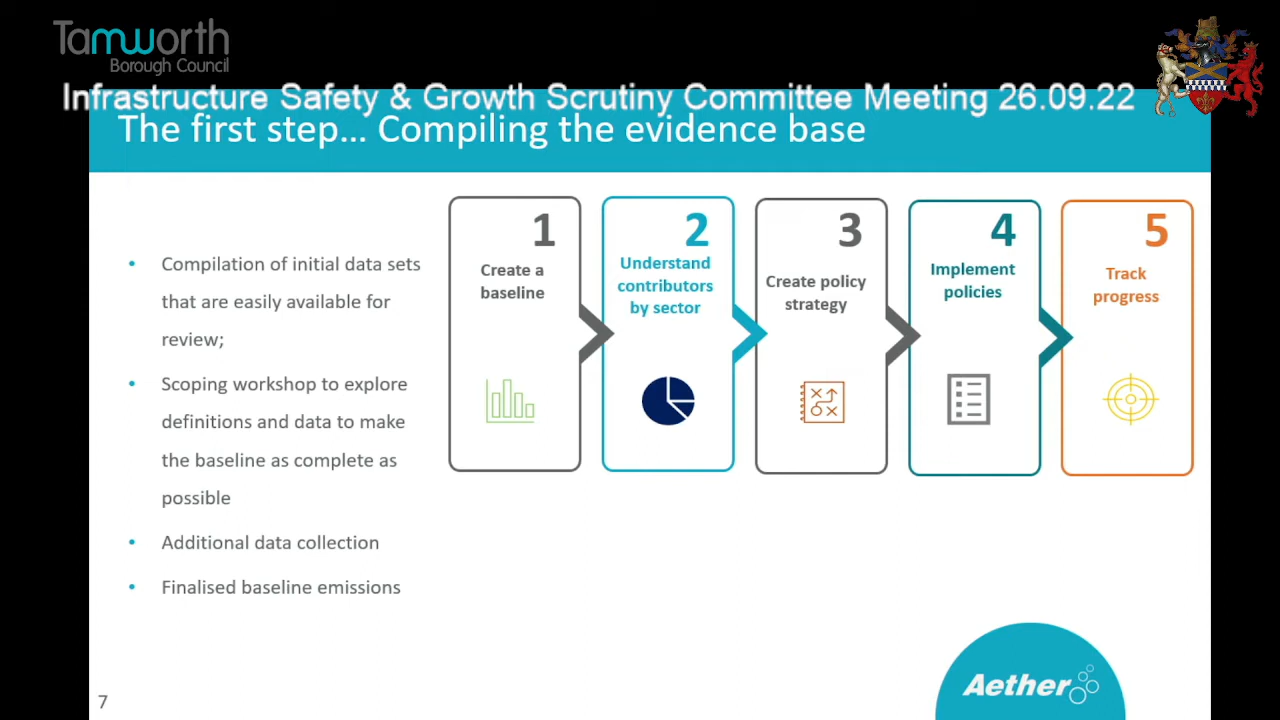 Tamworth
Borough Council
Infrastructure Safety & Growth Scrutiny Committee Meeting 26.09.22
The first step... Compiling the evidence base
• Compilation of initial data sets
that are easily available for
review;
• Scoping workshop to explore
definitions and data to make
the baseline as complete as
possible
• Additional data collection
• Finalised baseline emissions
1
Create a
baseline
2
Understand
contributors
by sector
3
Create policy
strategy
4
Implement
policies
5
Track
progress
Aether
7